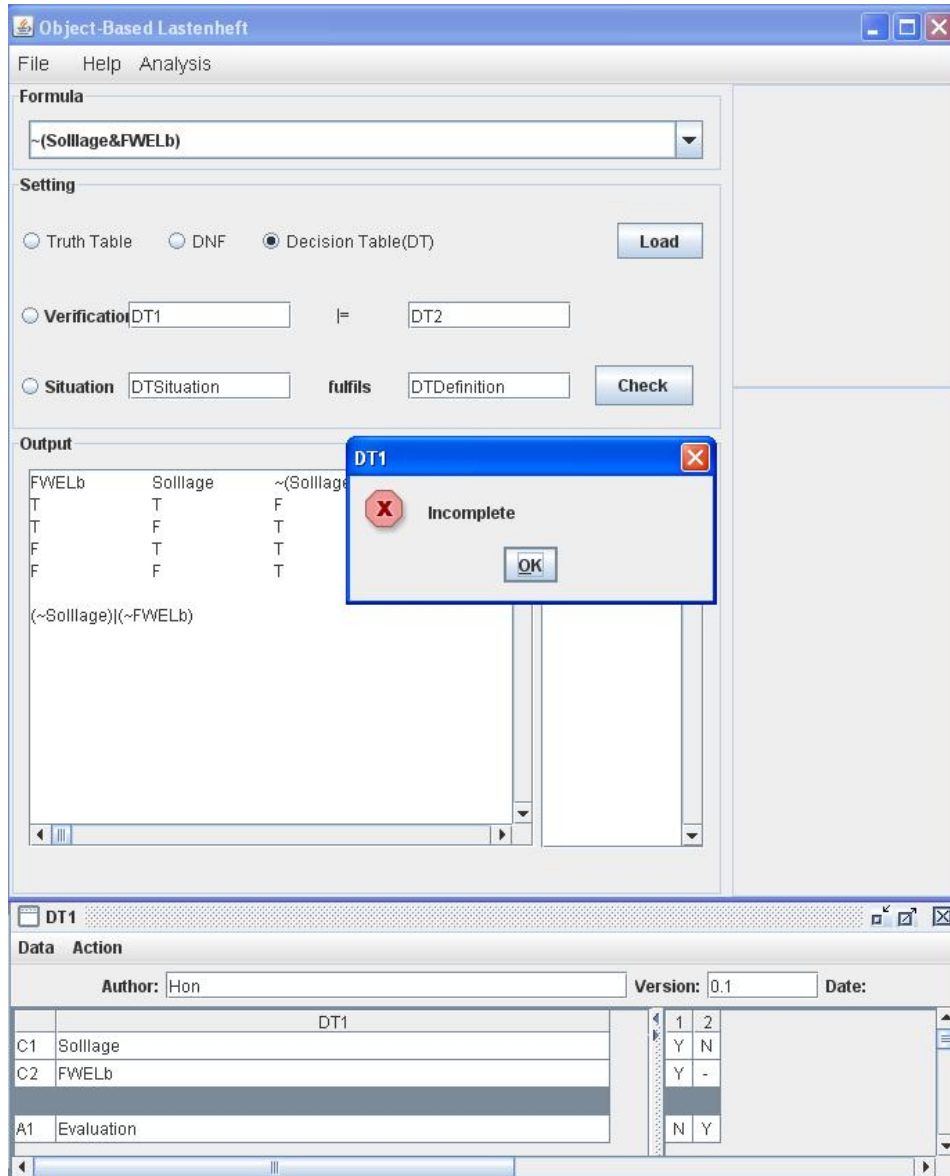 Object-Based Lastenheft
File Help Analysis
Formula
~(Solllage&FWELb)
Setting
Truth Table DNF Decision Table(DT) Load
Verification DT1 |= DT2
Situation DTSituation fulfils DTDefinition Check
Output
FWELb Solllage ~(Solllage
T T F
T F T
F T T
F F T
(~Solllage)|(~FWELb)
DT1
Incomplete
OK
DT1
Data Action
Author: Hon Version: 0.1 Date:
DT1 1 2
C1 Solllage Y N
C2 FWELb Y -
A1 Evaluation N Y